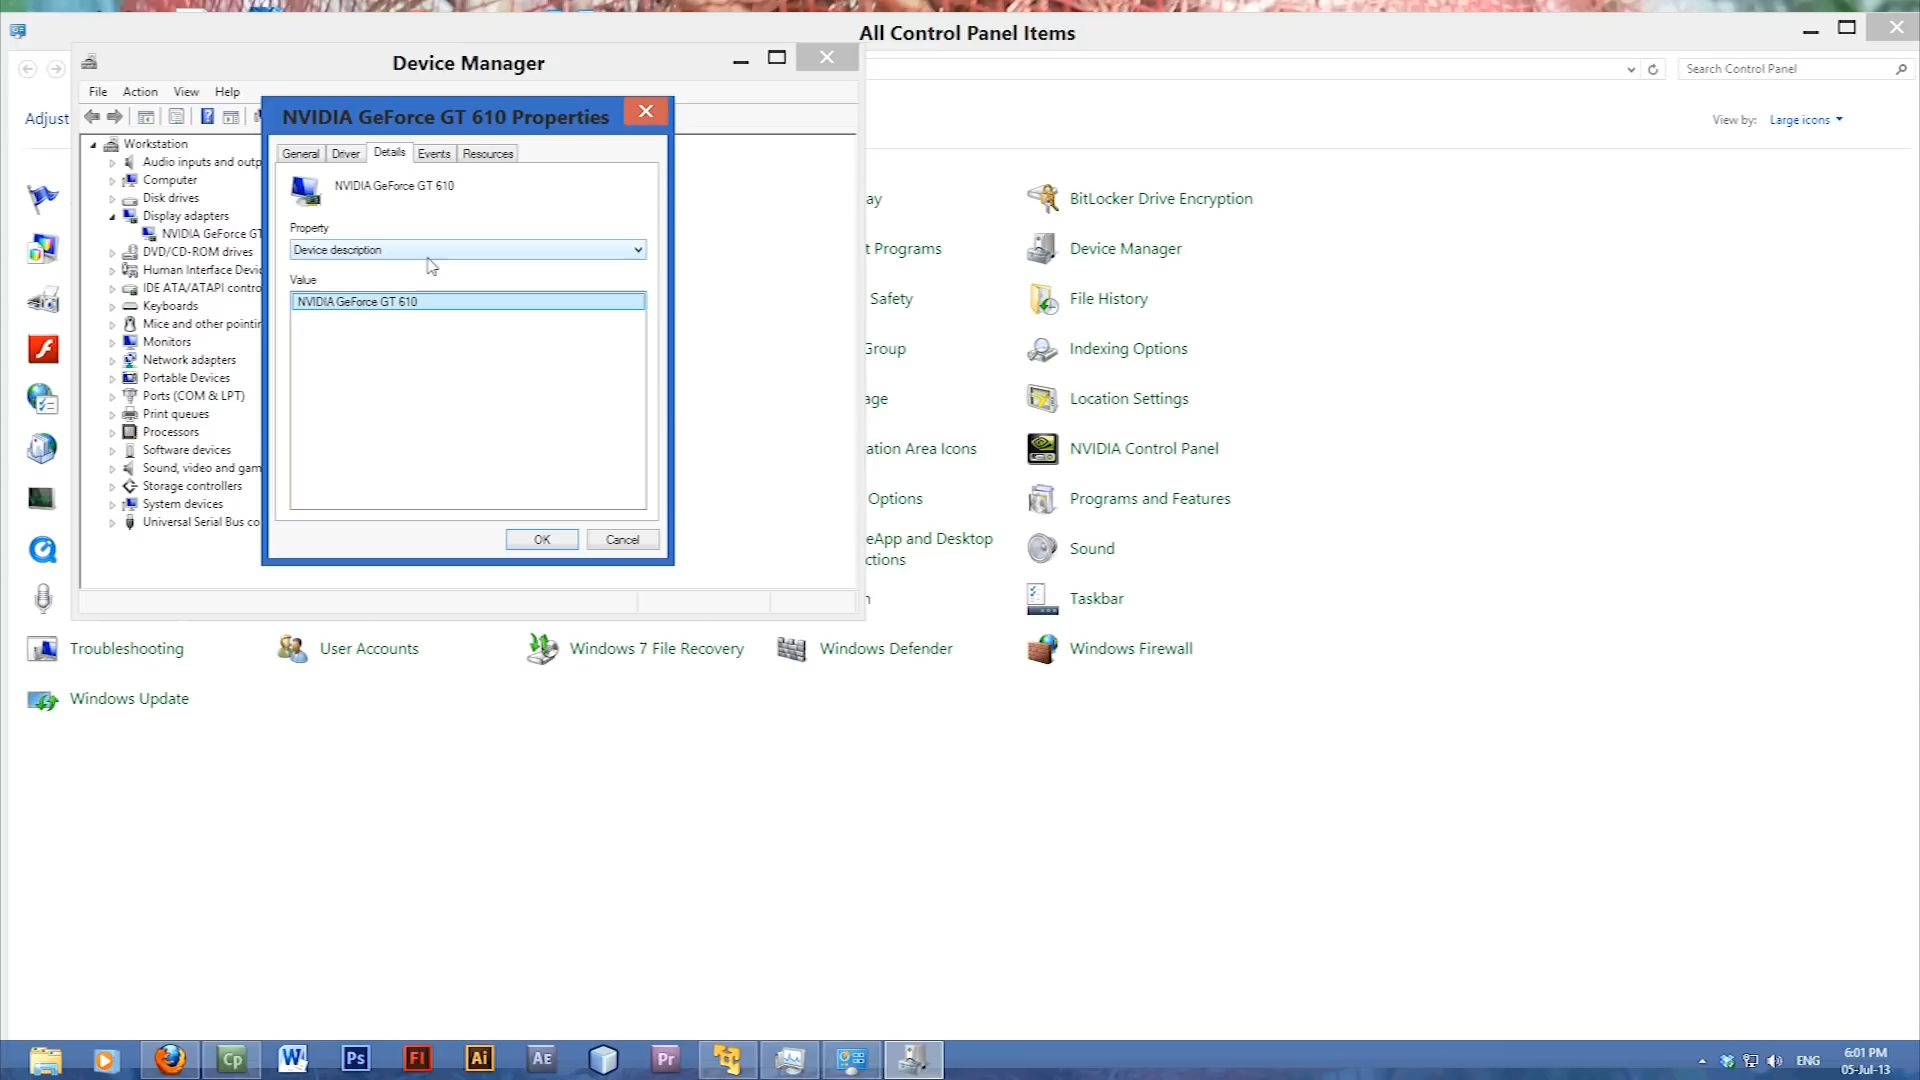 All Control Panel Items
Device Manager
Search Control Panel
File Action View Help
Adjust
View by: Large icons
NVIDIA GeForce GT 610 Properties
General Driver Details Events Resources
NVIDIA GeForce GT 610
Property
Device description
Value
NVIDIA GeForce GT 610
OK Cancel
Workstation
Audio inputs and outp
Computer
Disk drives
Display adapters
NVIDIA GeForce GT
DVD/CD-ROM drives
Human Interface Devic
IDE ATA/ATAPI contro
Keyboards
Mice and other pointin
Monitors
Network adapters
Portable Devices
Ports (COM & LPT)
Print queues
Processors
Software devices
Sound, video and gam
Storage controllers
System devices
Universal Serial Bus co
ay BitLocker Drive Encryption
t Programs Device Manager
Safety File History
Group Indexing Options
age Location Settings
ation Area Icons NVIDIA Control Panel
Options Programs and Features
eApp and Desktop
ctions
Sound
n Taskbar
Troubleshooting User Accounts Windows 7 File Recovery Windows Defender Windows Firewall
Windows Update
Cp W Ps Fl Ai AE Pr
ENG
6:01 PM
05-Jul-13